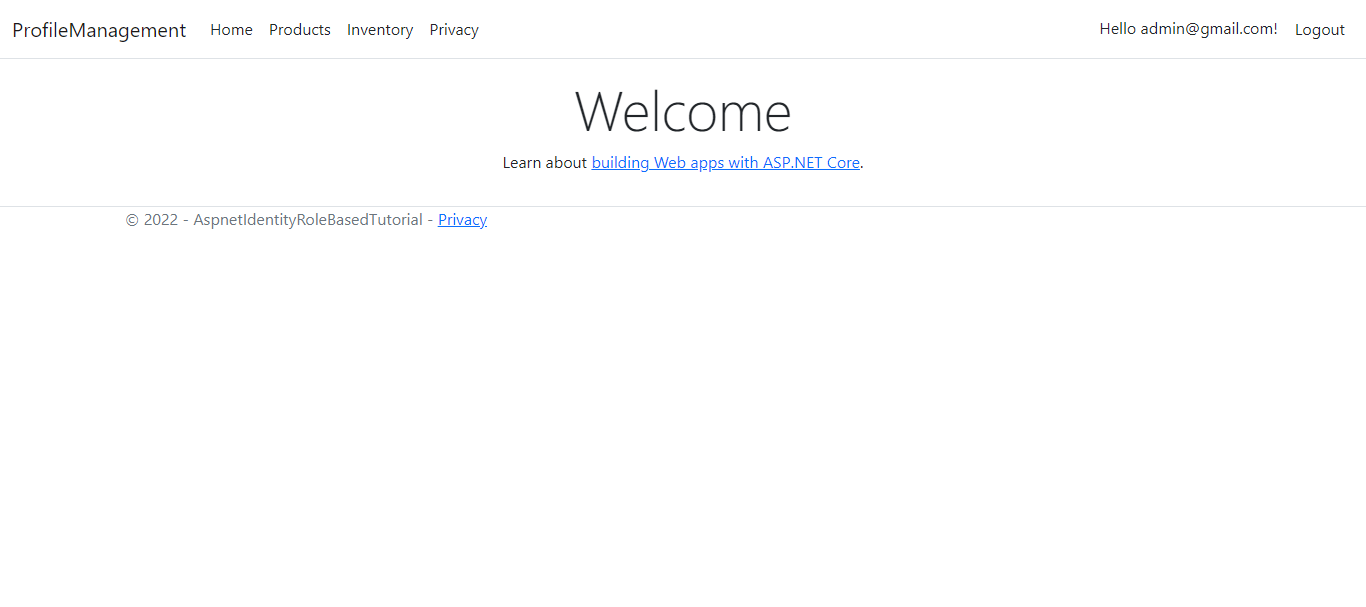 ProfileManagement Home Products Inventory Privacy Hello admin@gmail.com! Logout
Welcome
Learn about building Web apps with ASP.NET Core.
© 2022 - AspnetIdentityRoleBasedTutorial - Privacy